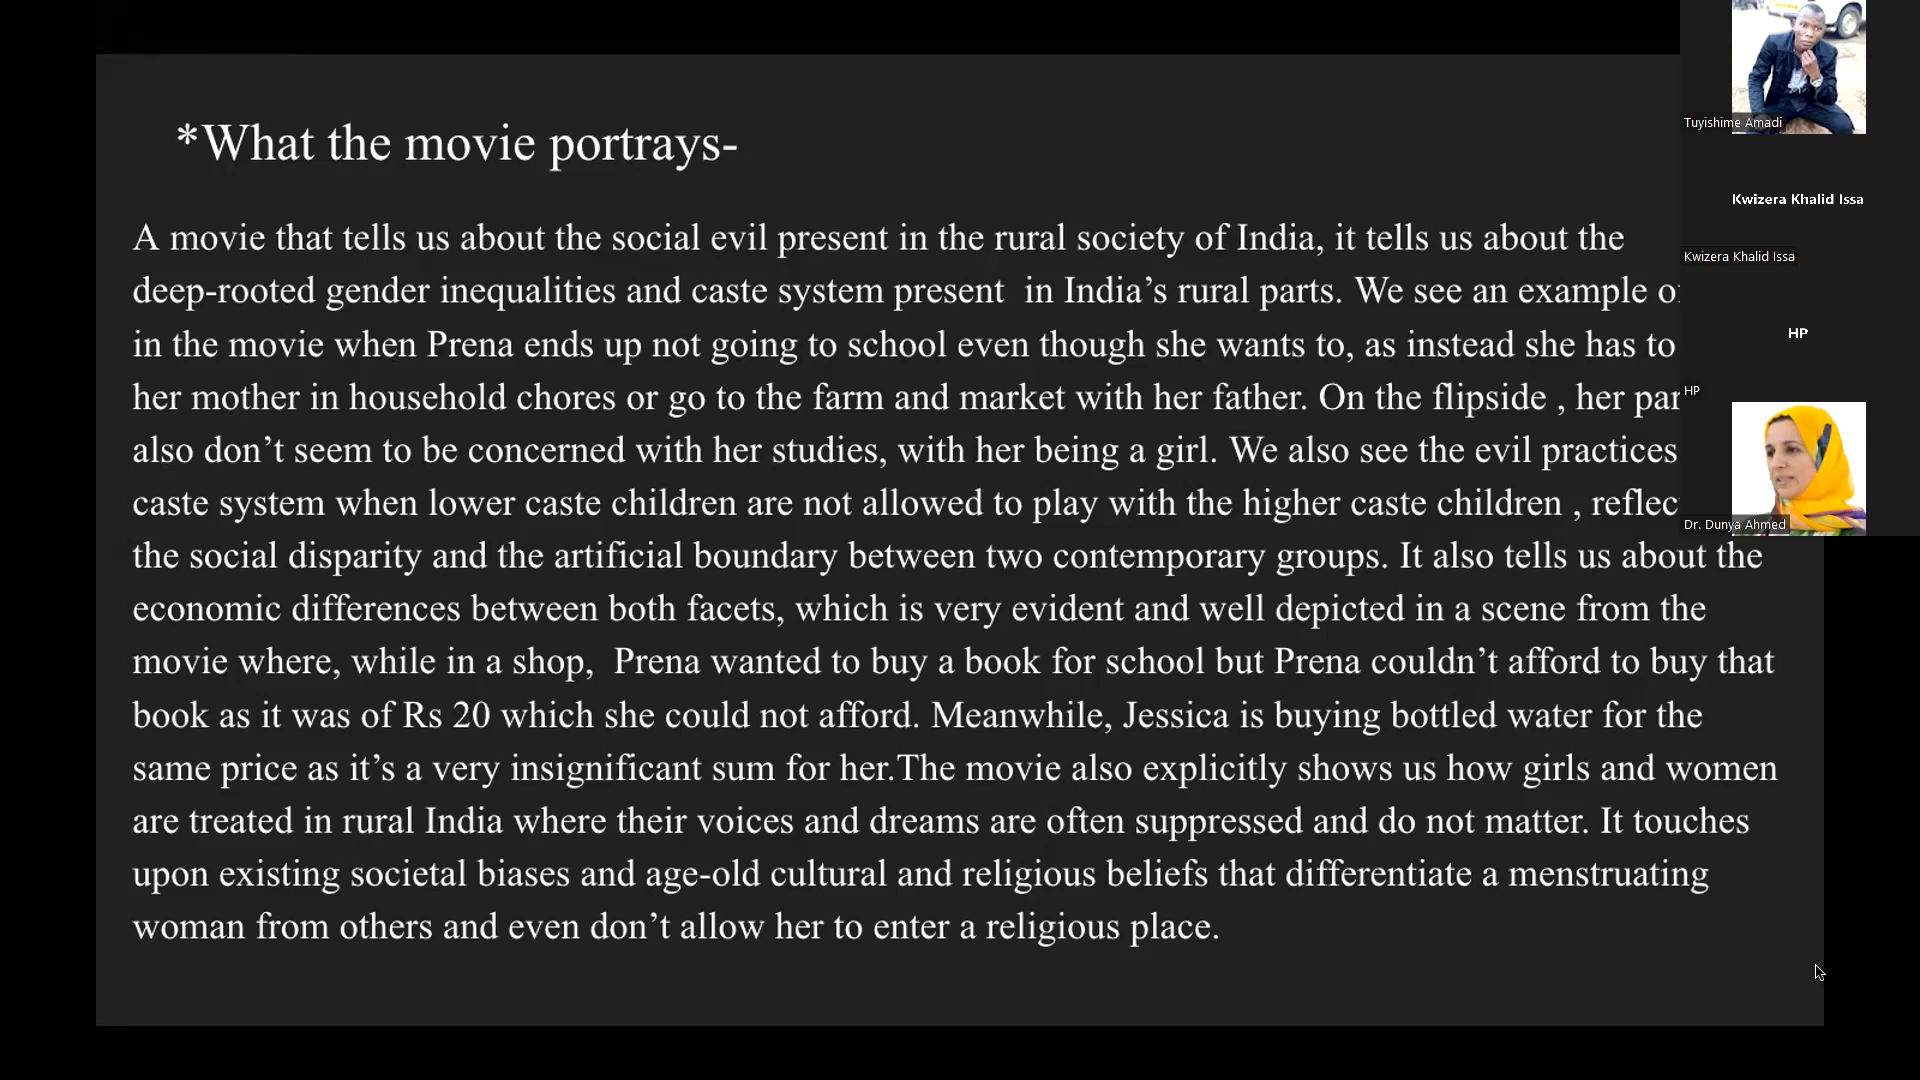 *What the movie portrays-
A movie that tells us about the social evil present in the rural society of India, it tells us about the
deep-rooted gender inequalities and caste system present in India’s rural parts. We see an example
in the movie when Prena ends up not going to school even though she wants to, as instead she has to
her mother in household chores or go to the farm and market with her father. On the flipside , her
also don’t seem to be concerned with her studies, with her being a girl. We also see the evil practices
caste system when lower caste children are not allowed to play with the higher caste children ,
the social disparity and the artificial boundary between two contemporary groups. It also tells us about the
economic differences between both facets, which is very evident and well depicted in a scene from the
movie where, while in a shop, Prena wanted to buy a book for school but Prena couldn’t afford to buy that
book as it was of Rs 20 which she could not afford. Meanwhile, Jessica is buying bottled water for the
same price as it’s a very insignificant sum for her.The movie also explicitly shows us how girls and women
are treated in rural India where their voices and dreams are often suppressed and do not matter. It touches
upon existing societal biases and age-old cultural and religious beliefs that differentiate a menstruating
woman from others and even don’t allow her to enter a religious place.
Tuyishime Amadi
Kwizera Khalid Issa
Kwizera Khalid Issa
HP
HP
Dr. Dunya Ahmed